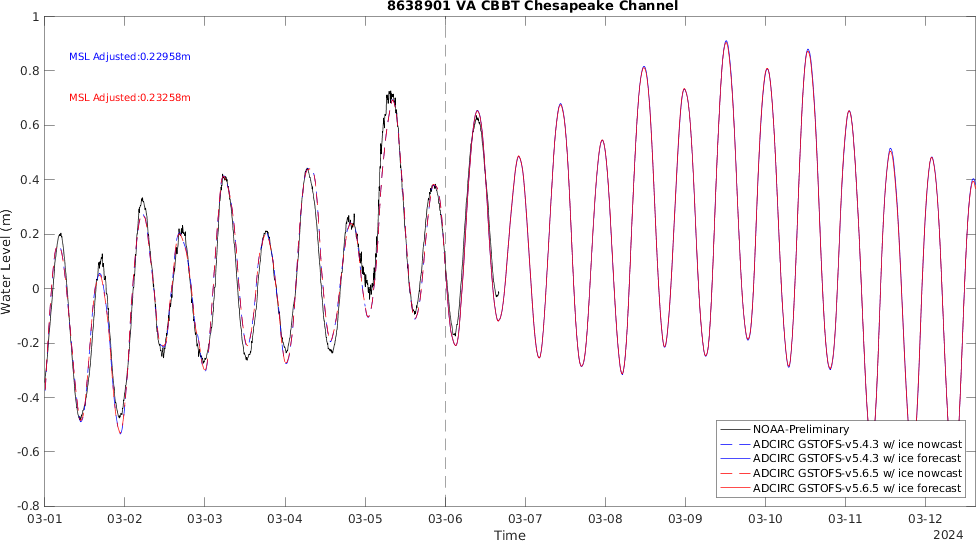 8638901 VA CBBT Chesapeake Channel
MSL Adjusted:0.22958m
MSL Adjusted:0.23258m
Water Level (m)
1
0.8
0.6
0.4
0.2
0
-0.2
-0.4
-0.6
-0.8
NOAA-Preliminary
ADCIRC GSTOFS-v5.4.3 w/ ice nowcast
ADCIRC GSTOFS-v5.4.3 w/ ice forecast
ADCIRC GSTOFS-v5.6.5 w/ ice nowcast
ADCIRC GSTOFS-v5.6.5 w/ ice forecast
03-01 03-02 03-03 03-04 03-05 03-06 03-07 03-08 03-09 03-10 03-11 03-12
Time
2024